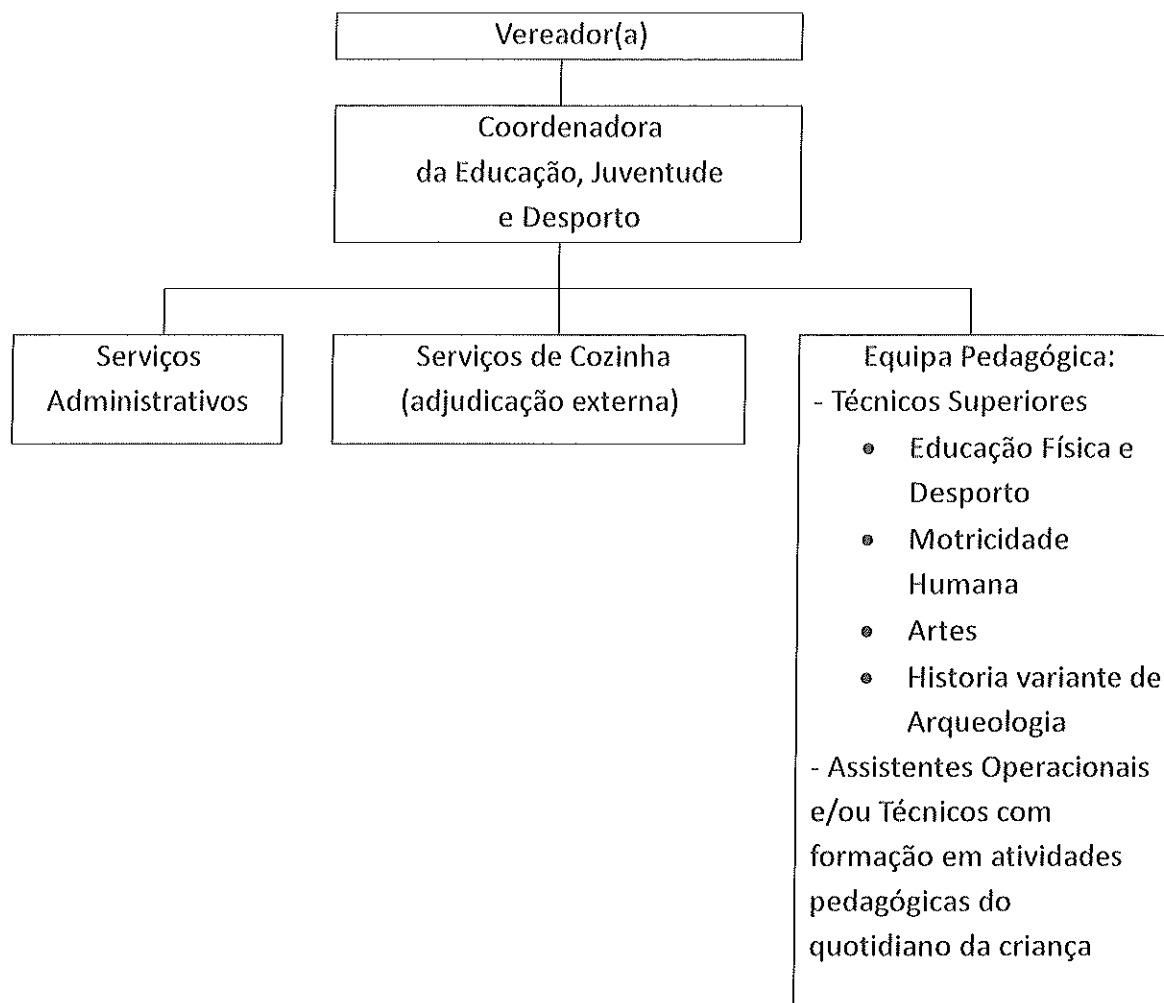 Vereador(a)
Coordenadora
da Educação, Juventude
e Desporto
Serviços
Administrativos
Serviços de Cozinha
(adjudicação externa)
Equipa Pedagógica:
- Técnicos Superiores
• Educação Física e
Desporto
• Motricidade
Humana
• Artes
• Historia variante de
Arqueologia
- Assistentes Operacionais
e/ou Técnicos com
formação em atividades
pedagógicas do
quotidiano da criança